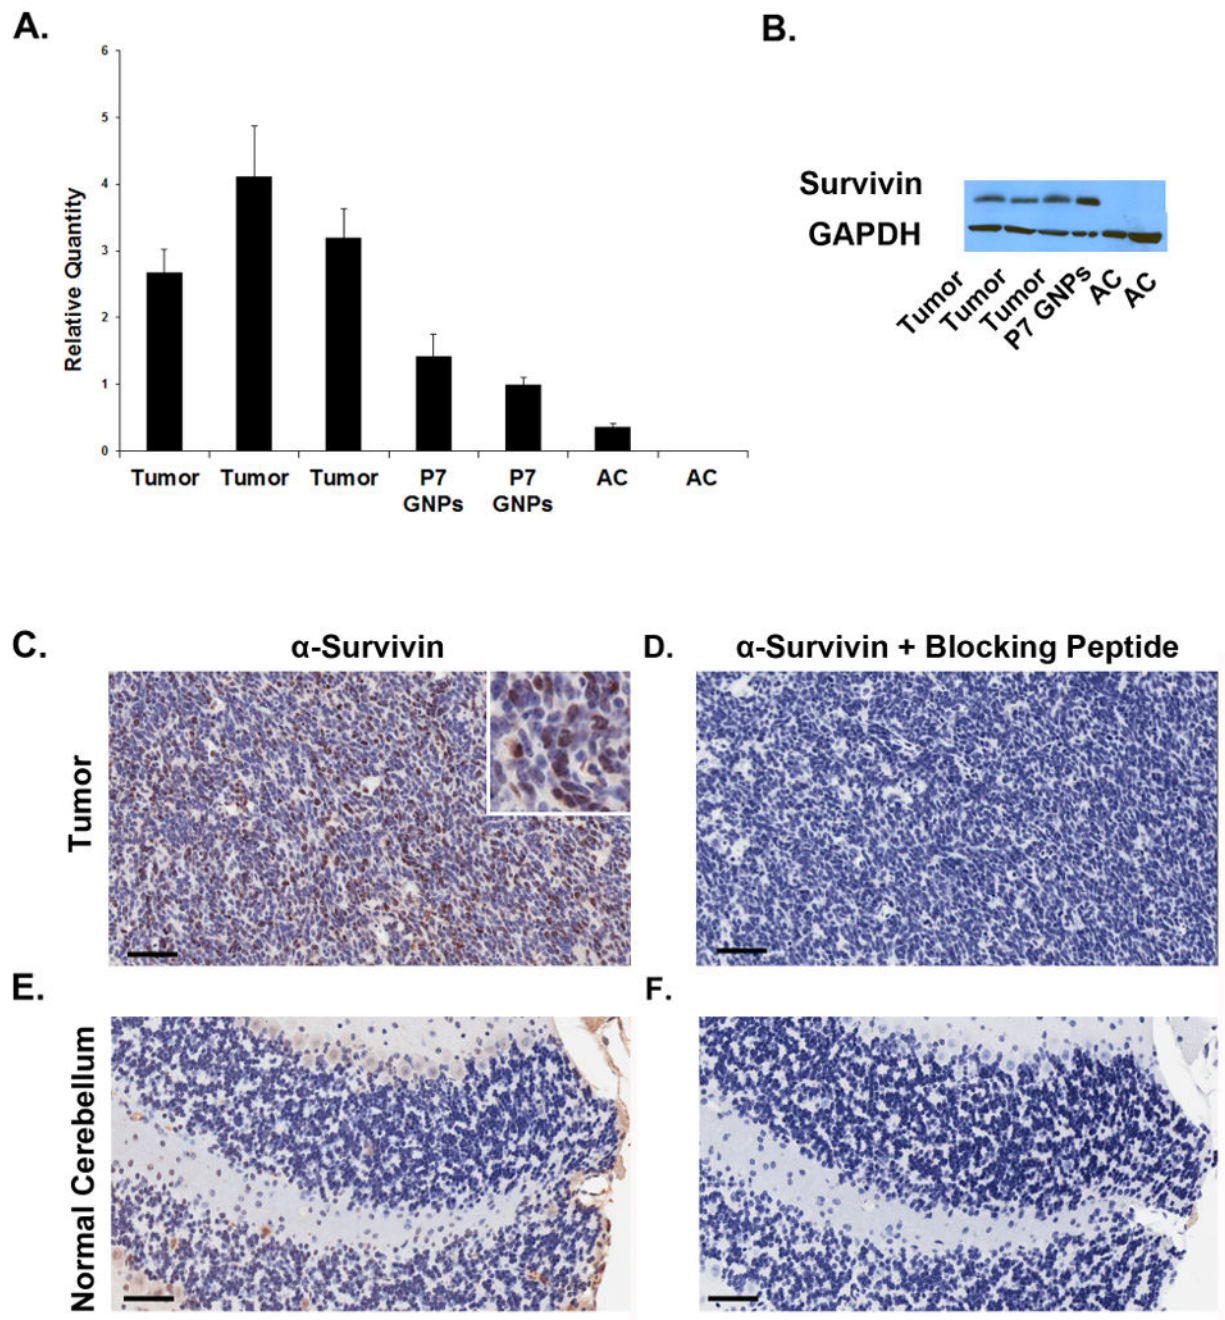 A.
6
5
4
3
2
1
0
Relative Quantity
Tumor Tumor Tumor P7 GNPs P7 GNPs AC AC
B.
Survivin
GAPDH
Tumor
Tumor
Tumor
P7 GNPs
AC
AC
C.
α-Survivin
D.
α-Survivin + Blocking Peptide
Tumor
E.
F.
Normal Cerebellum